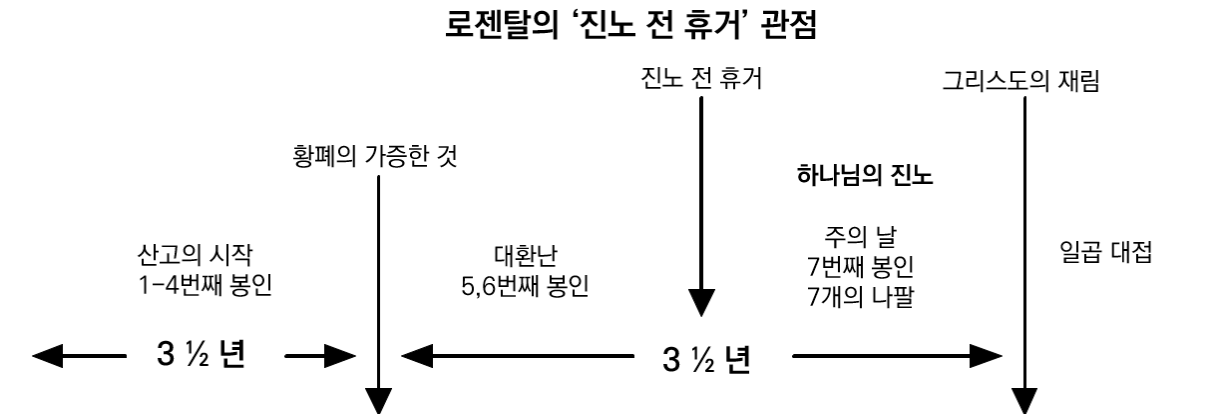 로젠탈의 ‘진노 전 휴거’ 관점
진노 전 휴거
그리스도의 재림
황폐의 가증한 것
하나님의 진노
산고의 시작
1-4번째 봉인
대환난
5,6번째 봉인
주의 날
7번째 봉인
7개의 나팔
일곱 대접
3 ½ 년
3 ½ 년